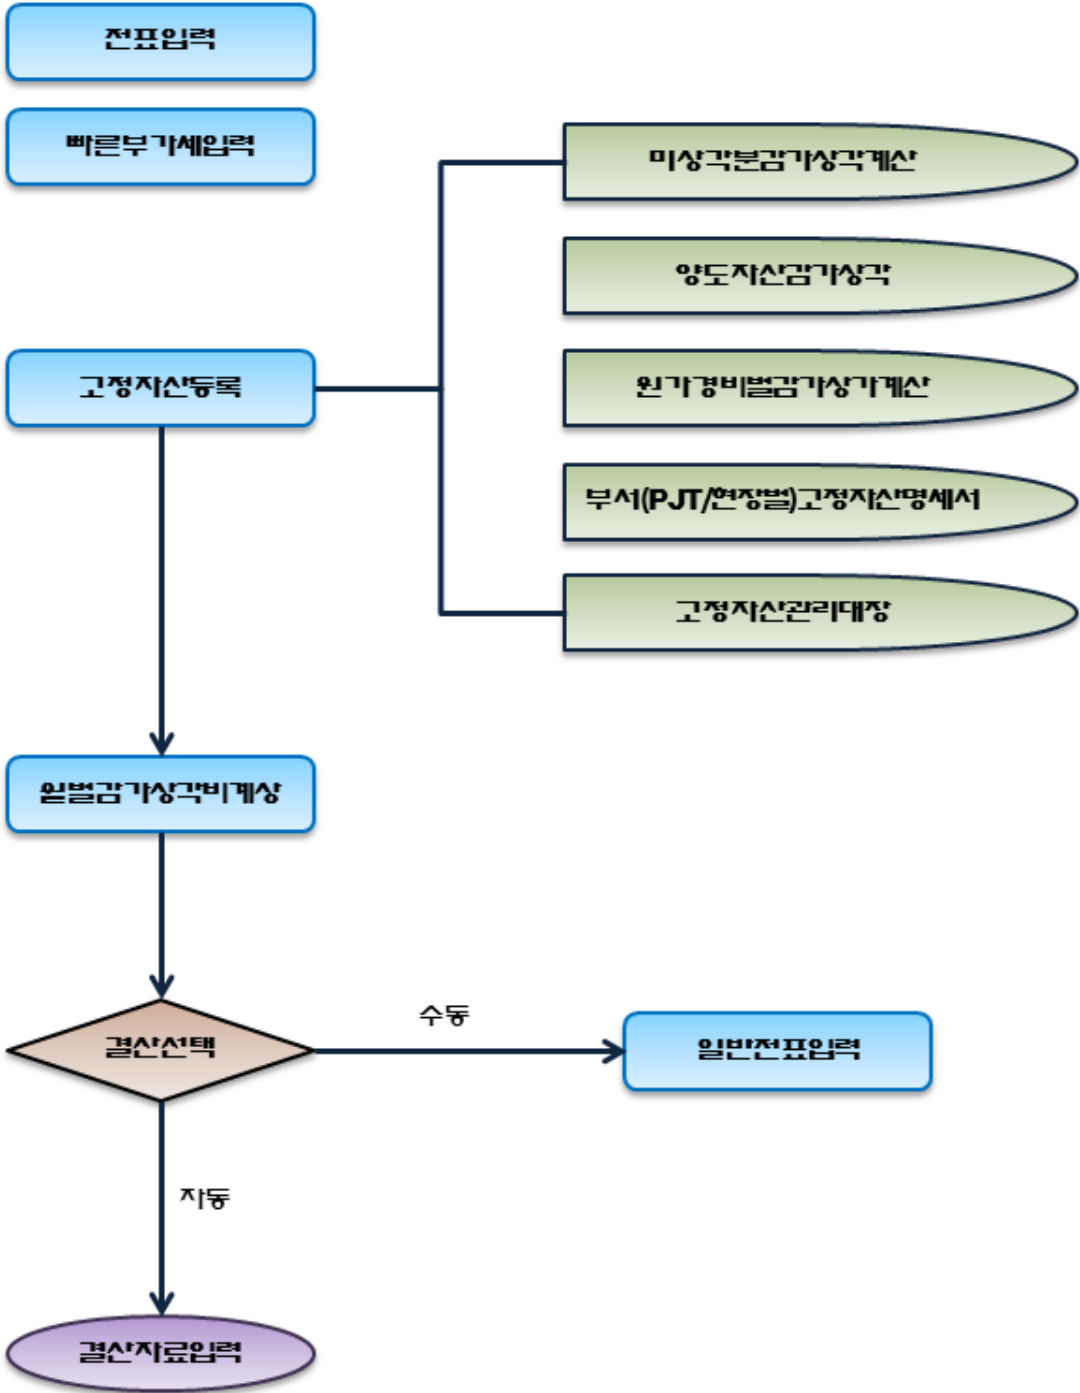 전표입력
빠른부가세입력
미상각분감가상각계산
양도자산감가상각
고정자산등록
원가경비별감가상가계산
부서(PJT/현장별)고정자산명세서
고정자산관리대장
월별감가상각비계상
결산선택
수동
일반전표입력
자동
결산자료입력